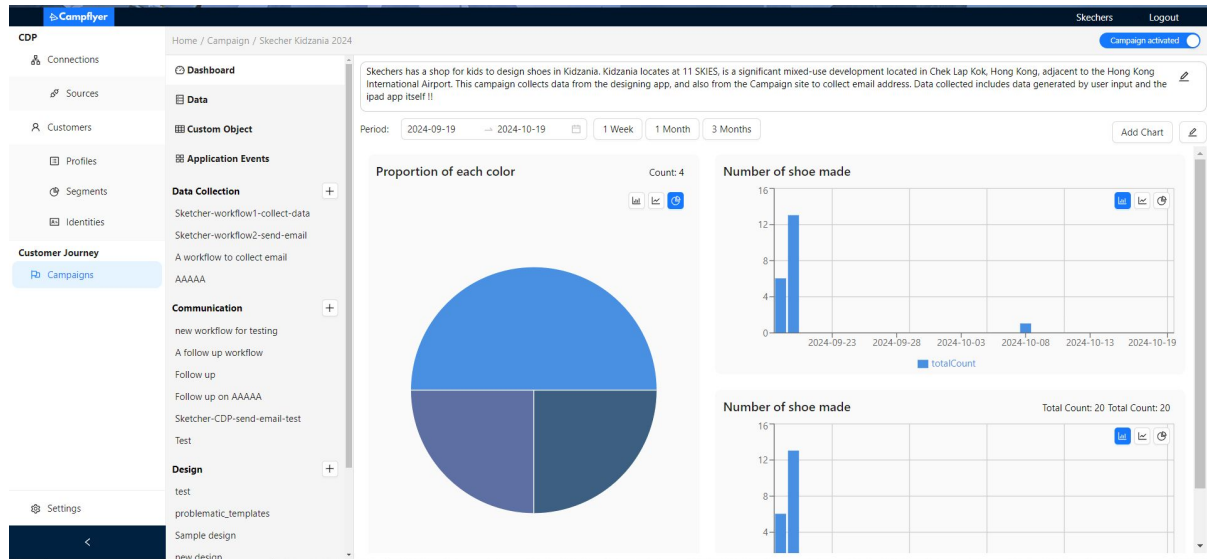 Campflyer
Skechers Logout
CDP
Connections
Sources
Customers
Profiles
Segments
Identities
Customer Journey
Campaigns
Settings
Home / Campaign / Skecher Kidzania 2024
Campaign activated
Dashboard
Data
Custom Object
Application Events
Data Collection
Sketcher-workflow1-collect-data
Sketcher-workflow2-send-email
A workflow to collect email
AAAAA
Communication
new workflow for testing
A follow up workflow
Follow up
Follow up on AAAAA
Sketcher-CDP-send-email-test
Test
Design
test
problematic_templates
Sample design
new design
Skechers has a shop for kids to design shoes in Kidzania. Kidzania locates at 11 SKIES, is a significant mixed-use development located in Chek Lap Kok, Hong Kong, adjacent to the Hong Kong
International Airport. This campaign collects data from the designing app, and also from the Campaign site to collect email address. Data collected includes data generated by user input and the
ipad app itself !!
Period: 2024-09-19 → 2024-10-19 1 Week 1 Month 3 Months
Add Chart
Proportion of each color Count: 4
Number of shoe made
16
12
8
4
0
2024-09-23 2024-09-28 2024-10-03 2024-10-08 2024-10-13 2024-10-19
totalCount
Number of shoe made Total Count: 20 Total Count: 20
16
12
8
4